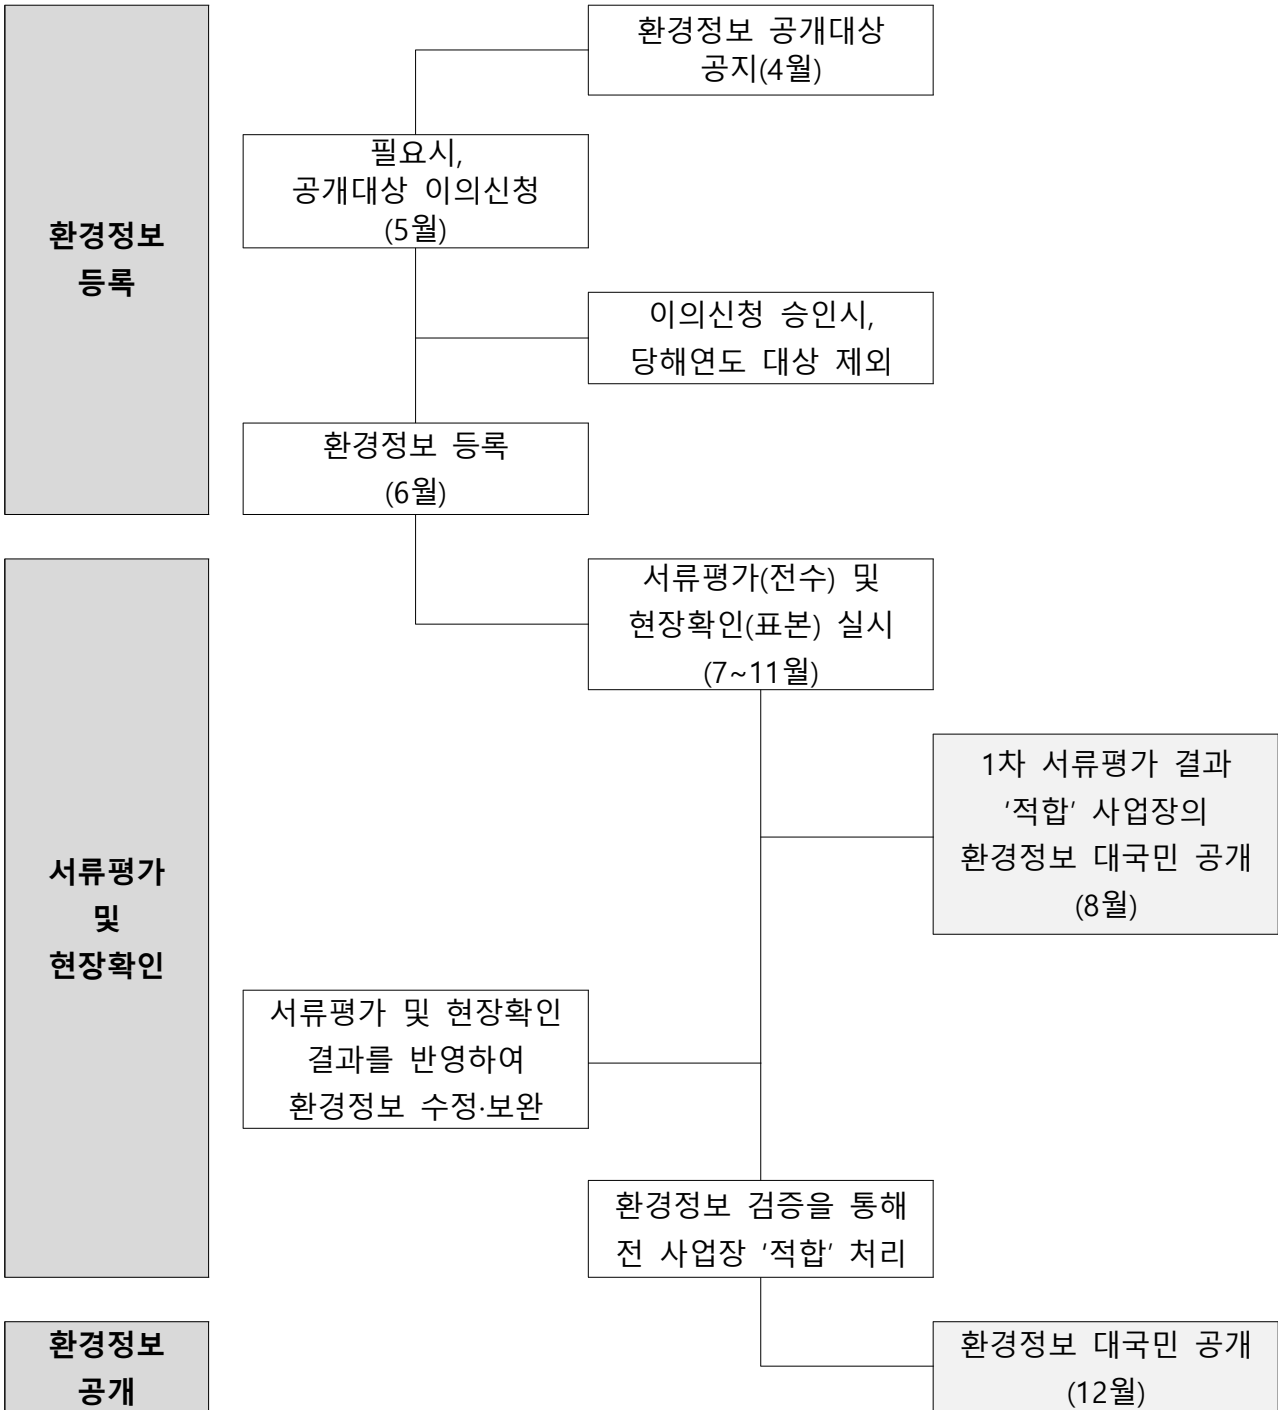 환경정보
등록
환경정보 공개대상
공지(4월)
필요시,
공개대상 이의신청
(5월)
이의신청 승인시,
당해연도 대상 제외
환경정보 등록
(6월)
서류평가
및
현장확인
서류평가(전수) 및
현장확인(표본) 실시
(7~11월)
1차 서류평가 결과
‘적합’ 사업장의
환경정보 대국민 공개
(8월)
서류평가 및 현장확인
결과를 반영하여
환경정보 수정·보완
환경정보 검증을 통해
전 사업장 ‘적합’ 처리
환경정보
공개
환경정보 대국민 공개
(12월)